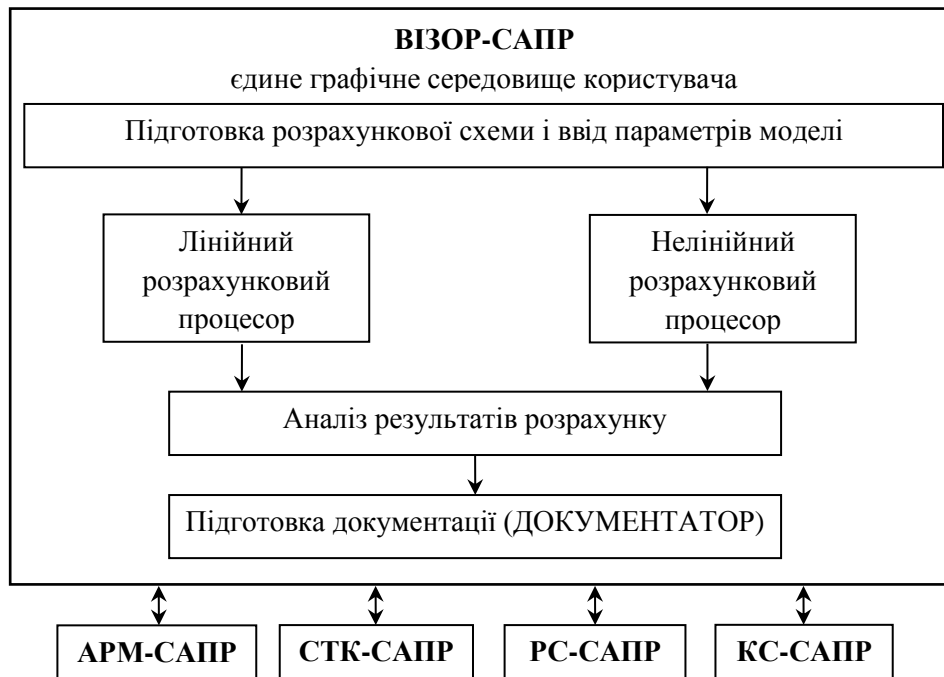 ВІЗОР-САПР
єдине графічне середовище користувача
Підготовка розрахункової схеми і ввід параметрів моделі
Лінійний
розрахунковий
процесор
Нелінійний
розрахунковий
процесор
Аналіз результатів розрахунку
Підготовка документації (ДОКУМЕНТАТОР)
АРМ-САПР
СТК-САПР
РС-САПР
КС-САПР